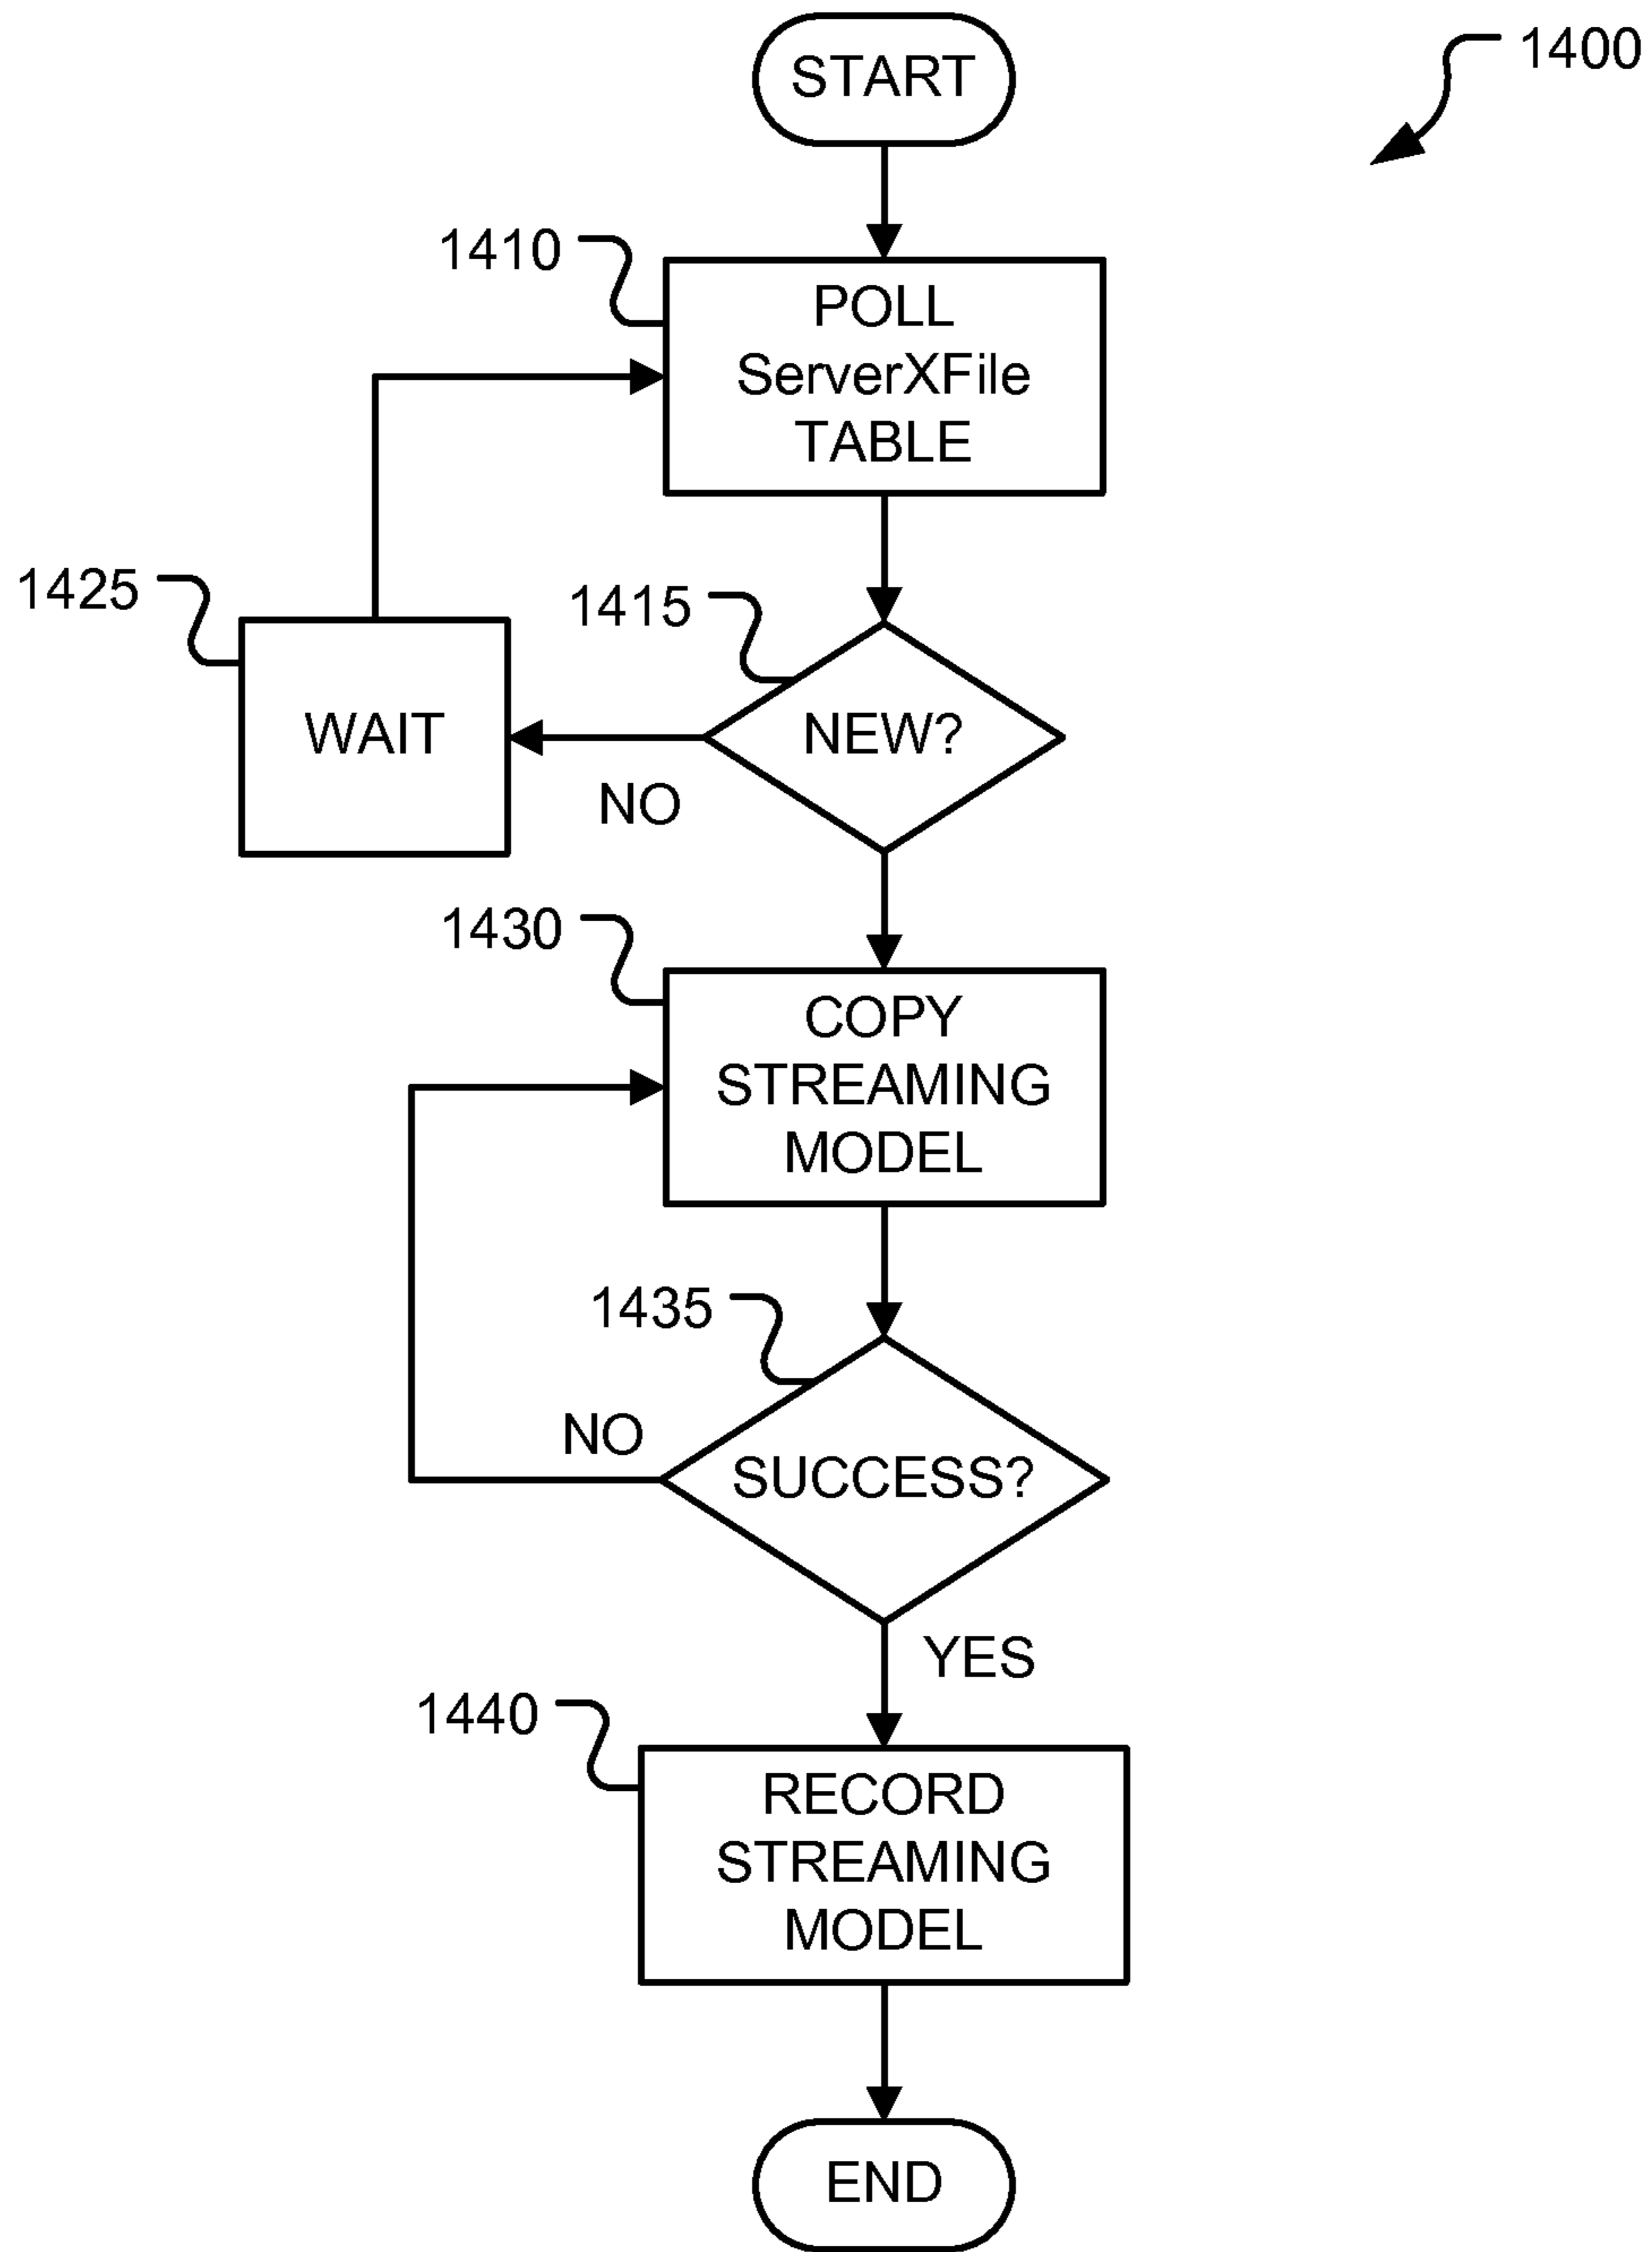 START
1400
1410
POLL
ServerXFile
TABLE
1425
1415
WAIT
NEW?
NO
1430
COPY
STREAMING
MODEL
1435
NO
SUCCESS?
YES
1440
RECORD
STREAMING
MODEL
END